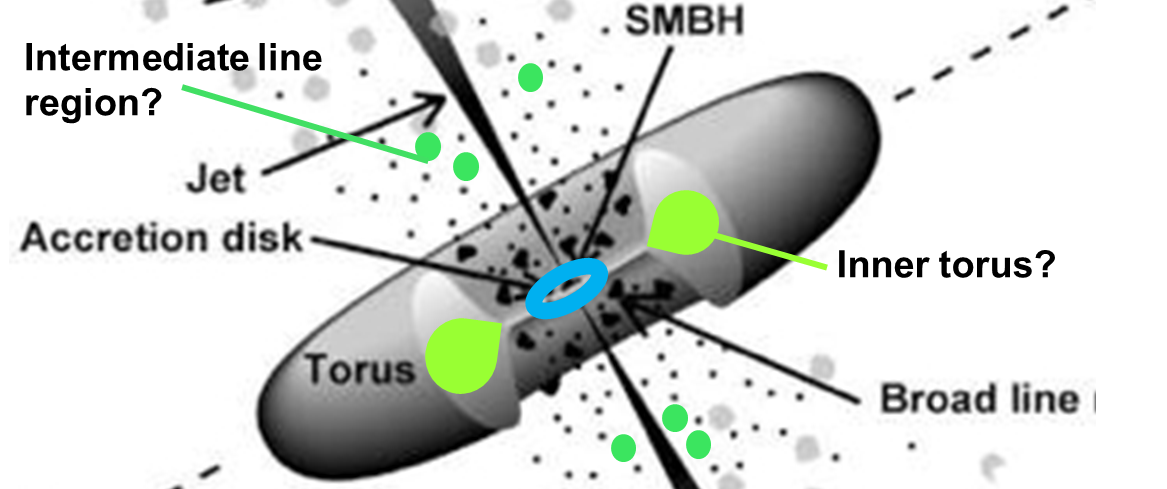 SMBH
Intermediate line
region?
Jet
Accretion disk
Inner torus?
Torus
Broad line